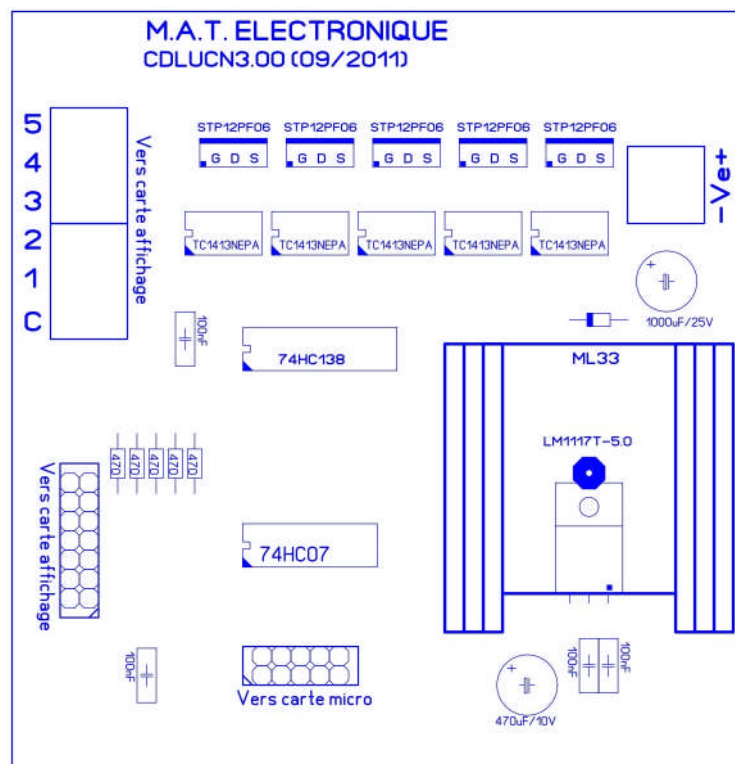 M.A.T. ELECTRONIQUE
CDLUCN3.00 (09/2011)
5
4
3
2
1
C
Vers carte affichage
STP12PF06 STP12PF06 STP12PF06 STP12PF06 STP12PF06
G D S G D S G D S G D S G D S
-Ve+
TC1413NEPA TC1413NEPA TC1413NEPA TC1413NEPA TC1413NEPA
+
1000uF/25V
100nF
74HC138
ML33
LM1117T-5.0
470 470 470 470 470
Vers carte affichage
74HC07
100nF
Vers carte micro
+
470uF/10V
100nF
100nF